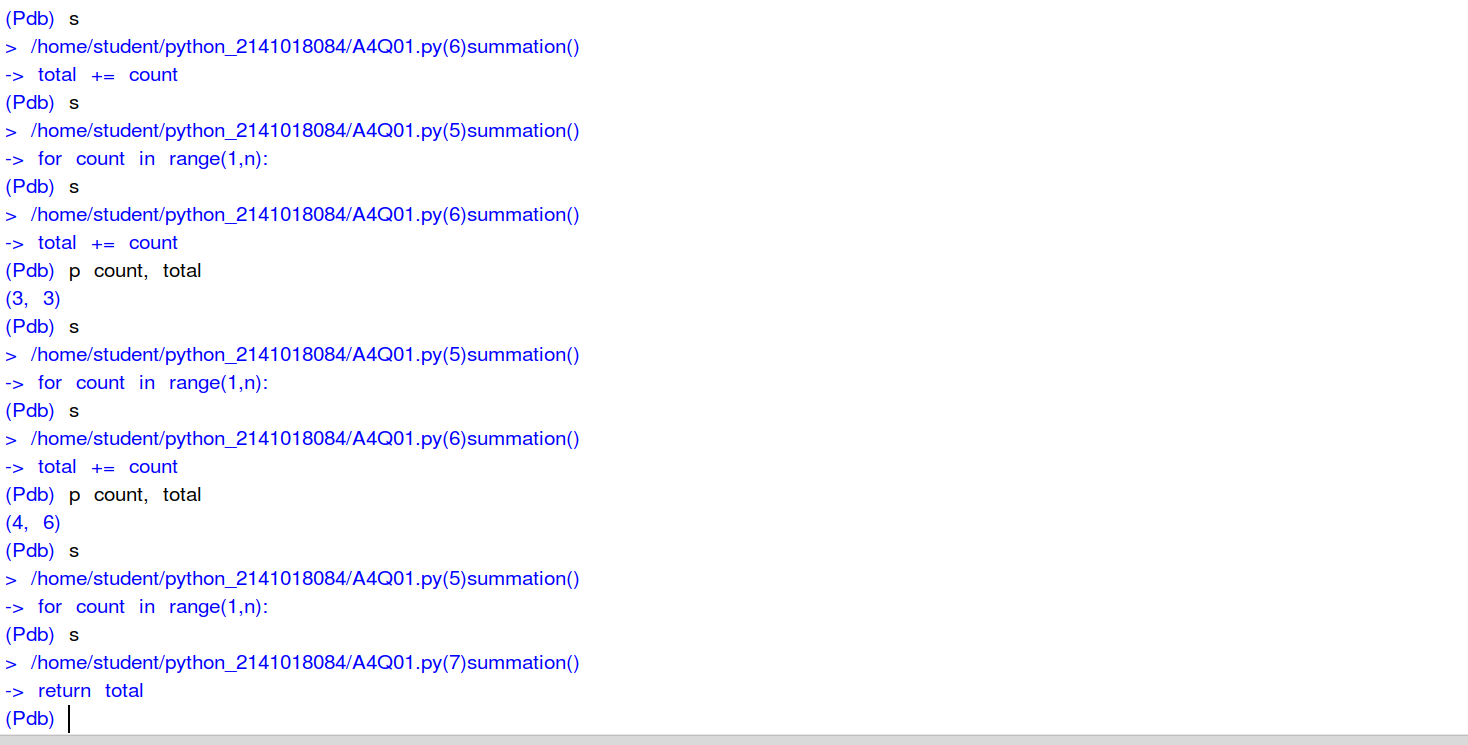 (Pdb) s
> /home/student/python_2141018084/A4Q01.py(6)summation()
-> total += count
(Pdb) s
> /home/student/python_2141018084/A4Q01.py(5)summation()
-> for count in range(1,n):
(Pdb) s
> /home/student/python_2141018084/A4Q01.py(6)summation()
-> total += count
(Pdb) p count, total
(3, 3)
(Pdb) s
> /home/student/python_2141018084/A4Q01.py(5)summation()
-> for count in range(1,n):
(Pdb) s
> /home/student/python_2141018084/A4Q01.py(6)summation()
-> total += count
(Pdb) p count, total
(4, 6)
(Pdb) s
> /home/student/python_2141018084/A4Q01.py(5)summation()
-> for count in range(1,n):
(Pdb) s
> /home/student/python_2141018084/A4Q01.py(7)summation()
-> return total
(Pdb)